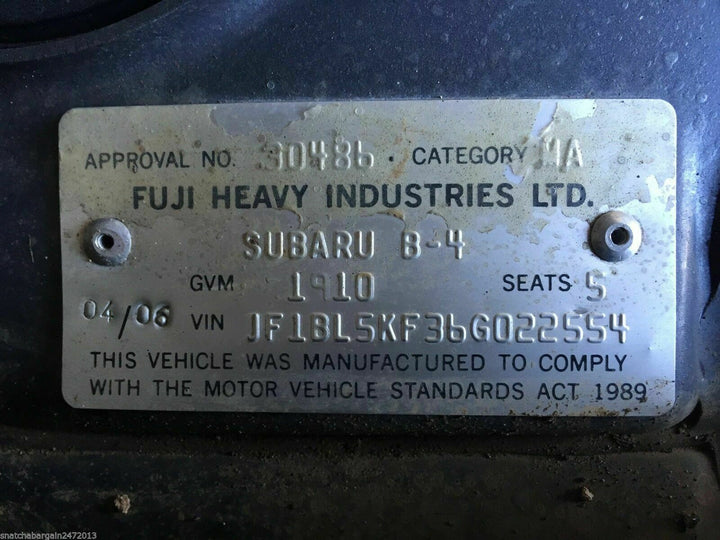 APPROVAL NO. 30486 . CATEGORY MA
FUJI HEAVY INDUSTRIES LTD.
SUBARU B-4
GVM 1910 SEATS 5
04/06 VIN JF1BL5KF36G022554
THIS VEHICLE WAS MANUFACTURED TO COMPLY
WITH THE MOTOR VEHICLE STANDARDS ACT 1989
snatchabargain2472013